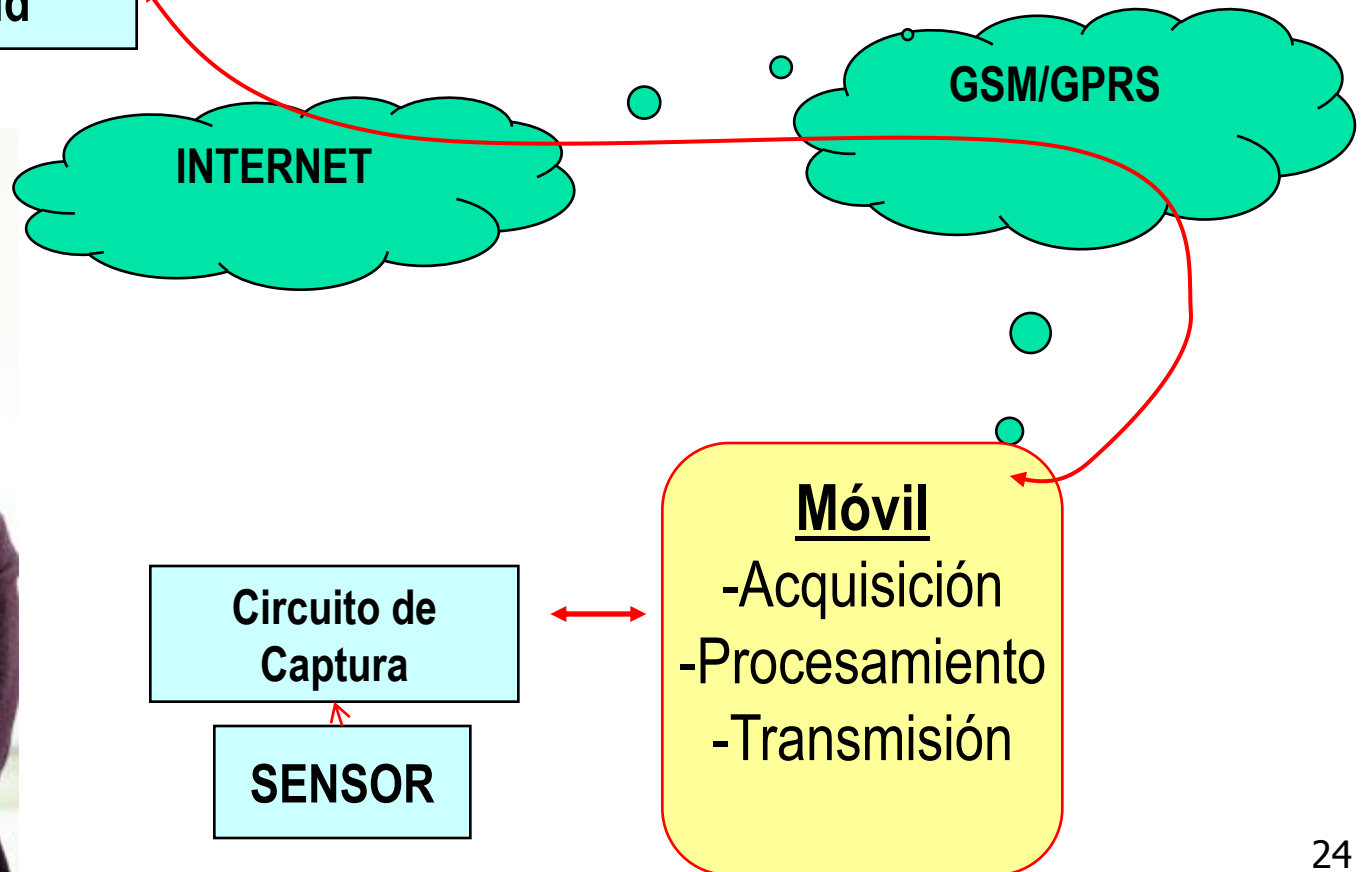 GSM/GPRS
INTERNET
Móvil
-Acquisición
-Procesamiento
-Transmisión
Circuito de
Captura
SENSOR
24